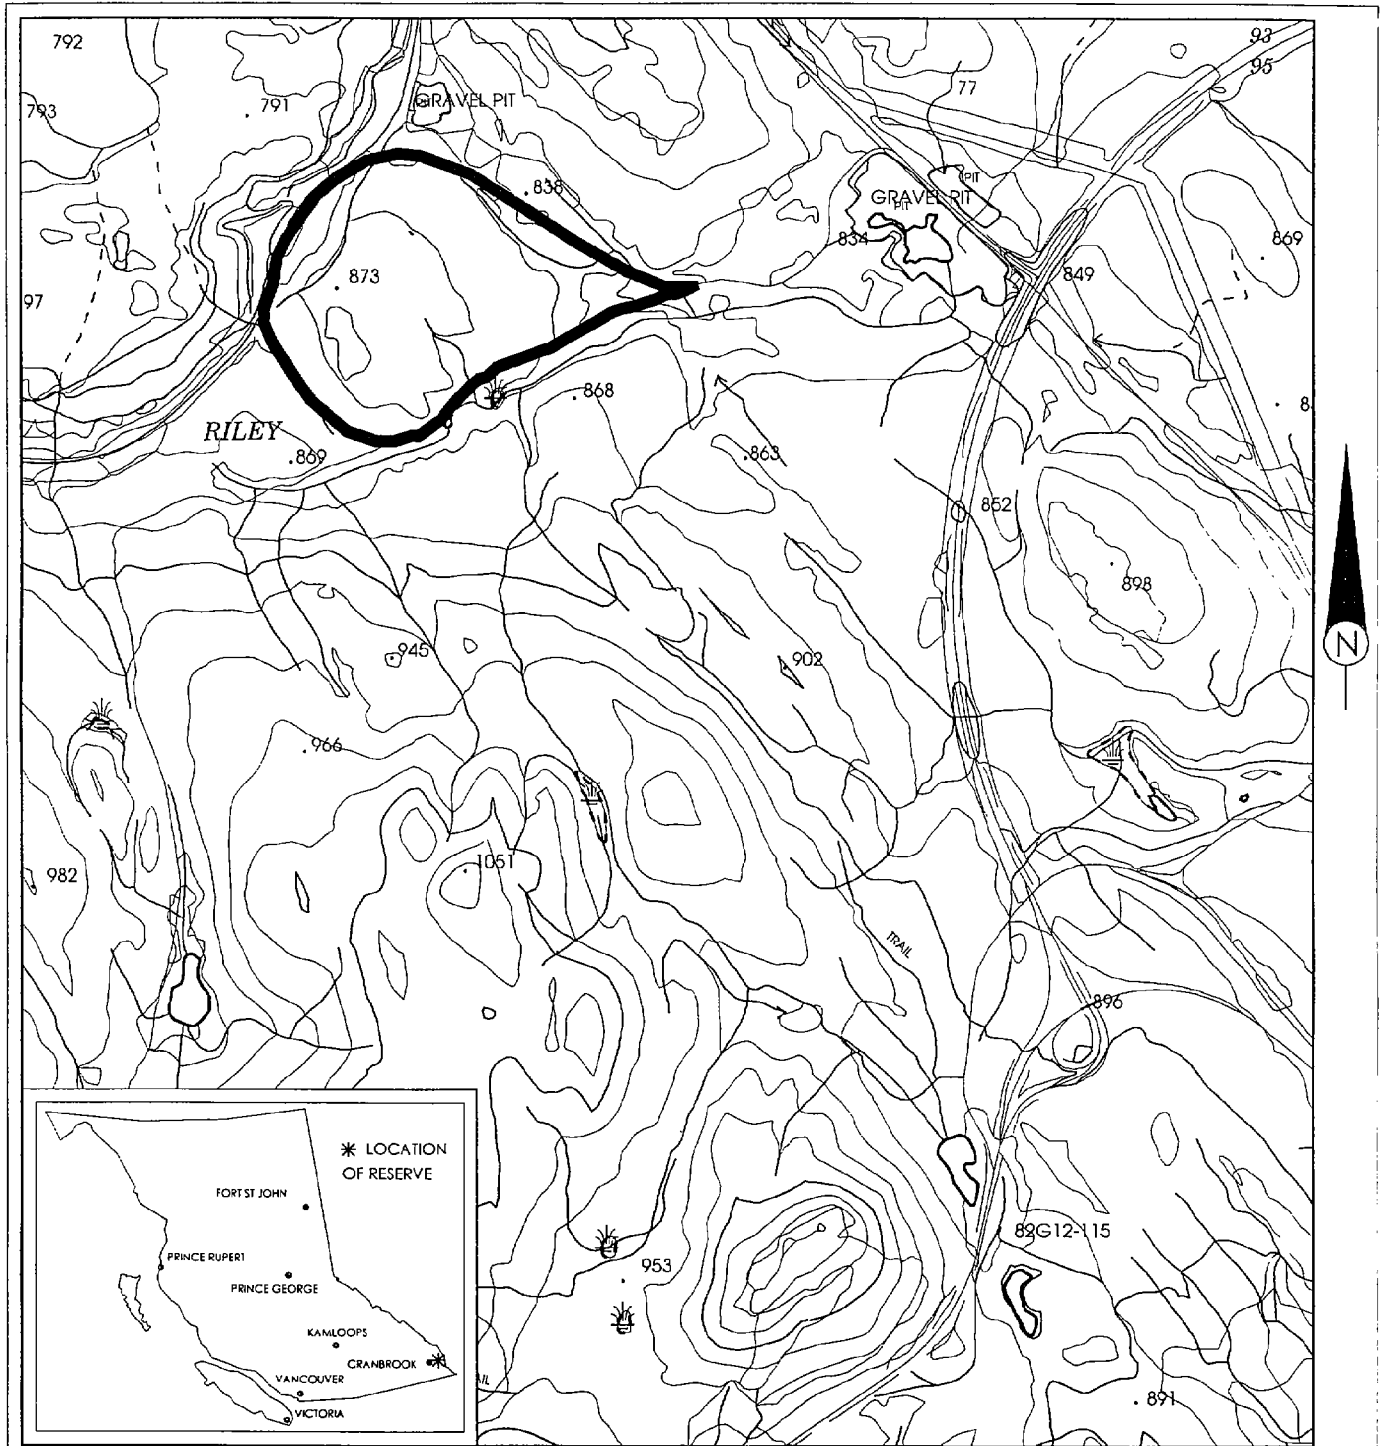 792
93
95
791
GRAVEL PIT
77
793
PIT
838
GRAVEL PIT
PIT
834
869
873
849
97
868
RILEY
869
863
852
898
945
902
966
1051
982
TRAIL
896
LOCATION
OF RESERVE
FORT ST JOHN
82G12-115
PRINCE RUPERT
953
PRINCE GEORGE
KAMLOOPS
CRANBROOK
VANCOUVER
VICTORIA
891
N